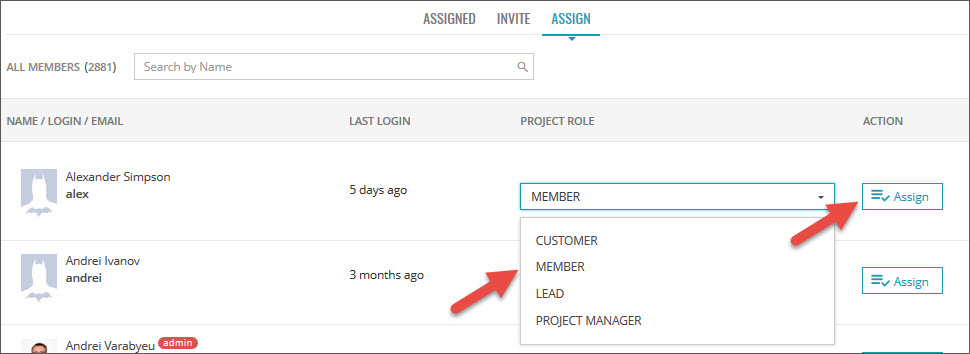 ASSIGNED INVITE ASSIGN
ALL MEMBERS (2881) Search by Name
NAME / LOGIN / EMAIL LAST LOGIN PROJECT ROLE ACTION
Alexander Simpson
alex
5 days ago
MEMBER
Assign
CUSTOMER
MEMBER
LEAD
PROJECT MANAGER
Andrei Ivanov
andrei
3 months ago
Assign
Andrei Varabyeu admin